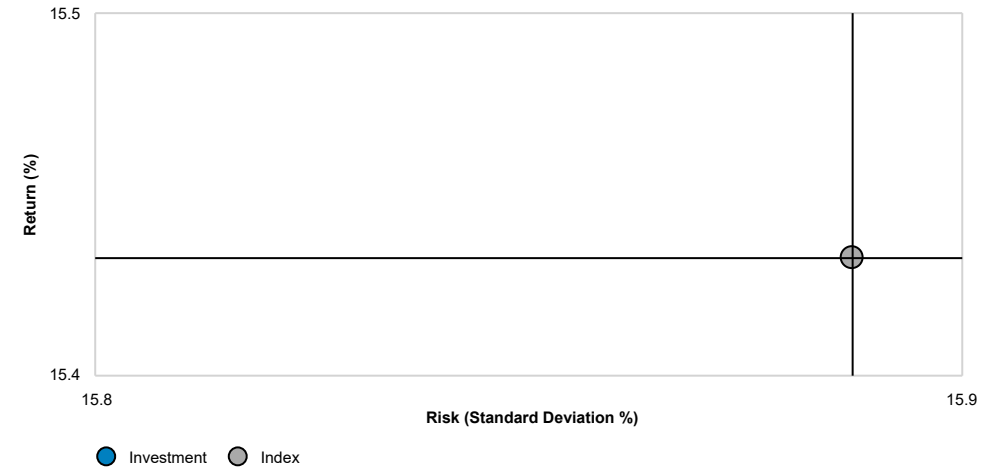 15.5
Return (%)
15.4
15.8
15.9
Risk (Standard Deviation %)
Investment
Index